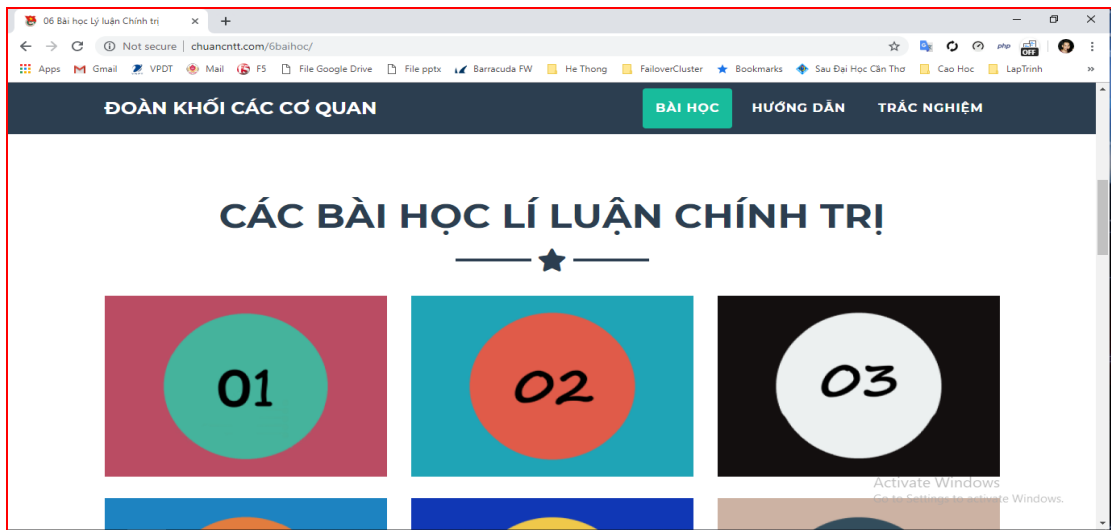 06 Bài học Lý luận Chính trị
Not secure | chuancntt.com/6baihoc/
php OFF
Apps Gmail VPDT Mail F5 File Google Drive File pptx Barracuda FW He Thong FailoverCluster Bookmarks Sau Đại Học Cần Thơ Cao Hoc LapTrinh »
ĐOÀN KHỐI CÁC CƠ QUAN BÀI HỌC HƯỚNG DẪN TRẮC NGHIỆM
CÁC BÀI HỌC LÍ LUẬN CHÍNH TRỊ
01 02 03
Activate Windows
Go to Settings to activate Windows.